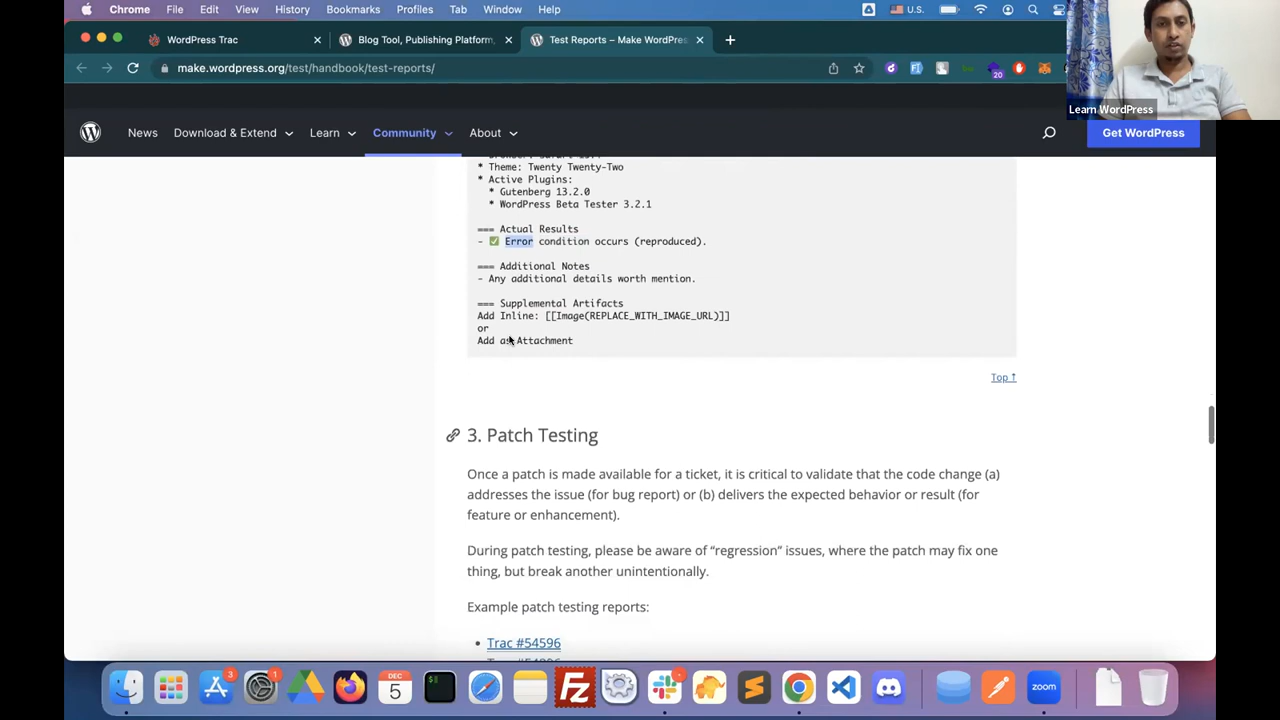 Chrome File Edit View History Bookmarks Profiles Tab Window Help U.S.
WordPress Trac
Blog Tool, Publishing Platform,
Test Reports – Make WordPres
make.wordpress.org/test/handbook/test-reports/
20
Learn WordPress
News Download & Extend Learn Community About Get WordPress
* Theme: Twenty Twenty-Two
* Active Plugins:
* Gutenberg 13.2.0
* WordPress Beta Tester 3.2.1
=== Actual Results
- ✅ Error condition occurs (reproduced).
=== Additional Notes
- Any additional details worth mention.
=== Supplemental Artifacts
Add Inline: [[Image(REPLACE_WITH_IMAGE_URL)]]
or
Add as Attachment
Top ↑
3. Patch Testing
Once a patch is made available for a ticket, it is critical to validate that the code change (a)
addresses the issue (for bug report) or (b) delivers the expected behavior or result (for
feature or enhancement).
During patch testing, please be aware of “regression” issues, where the patch may fix one
thing, but break another unintentionally.
Example patch testing reports:
• Trac #54596
3
1
DEC
5
$
Fz
1
zoom